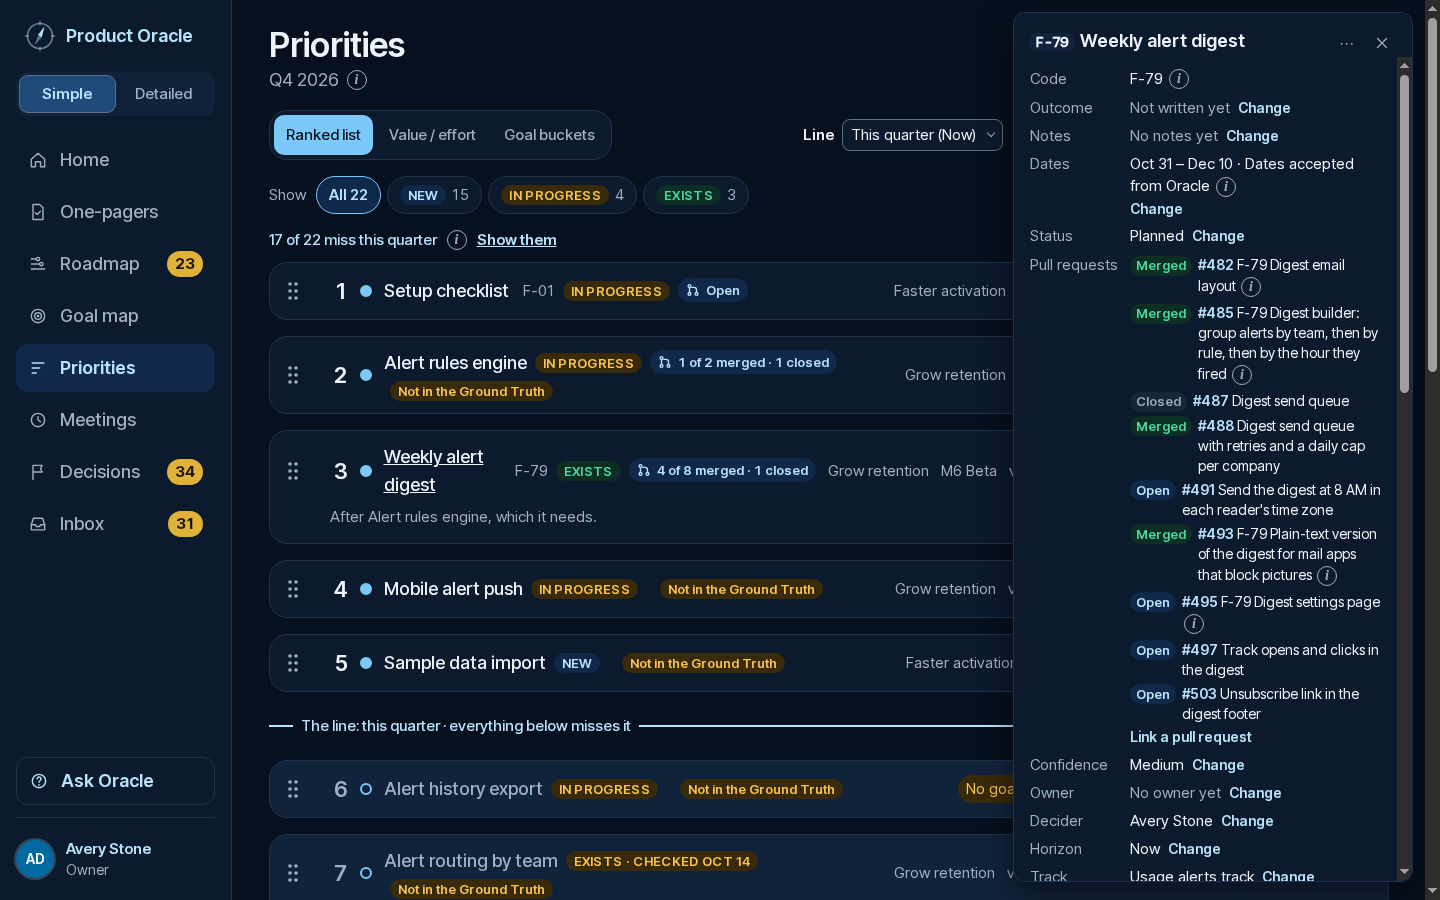 Product Oracle
Simple Detailed
Home
One-pagers
Roadmap 23
Goal map
Priorities
Meetings
Decisions 34
Inbox 31
Ask Oracle
AD Avery Stone
Owner
Priorities
Q4 2026 i
Ranked list Value / effort Goal buckets
Line This quarter (Now)
Show All 22 NEW 15 IN PROGRESS 4 EXISTS 3
17 of 22 miss this quarter i Show them
1 Setup checklist F-01 IN PROGRESS Open Faster activation
2 Alert rules engine IN PROGRESS 1 of 2 merged · 1 closed Grow retention
Not in the Ground Truth
3 Weekly alert digest F-79 EXISTS 4 of 8 merged · 1 closed Grow retention M6 Beta
After Alert rules engine, which it needs.
4 Mobile alert push IN PROGRESS Not in the Ground Truth Grow retention
5 Sample data import NEW Not in the Ground Truth Faster activation
The line: this quarter · everything below misses it
6 Alert history export IN PROGRESS Not in the Ground Truth No goa
7 Alert routing by team EXISTS · CHECKED OCT 14 Grow retention
Not in the Ground Truth
F-79 Weekly alert digest ...
Code F-79 i
Outcome Not written yet Change
Notes No notes yet Change
Dates Oct 31 – Dec 10 · Dates accepted
from Oracle i
Change
Status Planned Change
Pull requests Merged #482 F-79 Digest email
layout i
Merged #485 F-79 Digest builder:
group alerts by team, then by
rule, then by the hour they
fired i
Closed #487 Digest send queue
Merged #488 Digest send queue
with retries and a daily cap
per company
Open #491 Send the digest at 8 AM in
each reader's time zone
Merged #493 F-79 Plain-text version
of the digest for mail apps
that block pictures i
Open #495 F-79 Digest settings page
i
Open #497 Track opens and clicks in
the digest
Open #503 Unsubscribe link in the
digest footer
Link a pull request
Confidence Medium Change
Owner No owner yet Change
Decider Avery Stone Change
Horizon Now Change
Track Usage alerts track Change